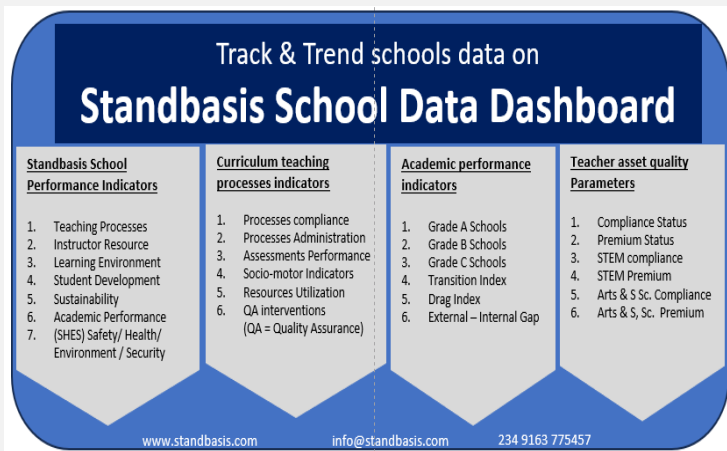 Track & Trend schools data on
Standbasis School Data Dashboard
Standbasis School
Performance Indicators
1. Teaching Processes
2. Instructor Resource
3. Learning Environment
4. Student Development
5. Sustainability
6. Academic Performance
7. (SHES) Safety/ Health/
Environment / Security
Curriculum teaching
processes indicators
1. Processes compliance
2. Processes Administration
3. Assessments Performance
4. Socio-motor Indicators
5. Resources Utilization
6. QA interventions
(QA = Quality Assurance)
Academic performance
indicators
1. Grade A Schools
2. Grade B Schools
3. Grade C Schools
4. Transition Index
5. Drag Index
6. External – Internal Gap
Teacher asset quality
Parameters
1. Compliance Status
2. Premium Status
3. STEM compliance
4. STEM Premium
5. Arts & S Sc. Compliance
6. Arts & S, Sc. Premium
www.standbasis.com info@standbasis.com 234 9163 775457